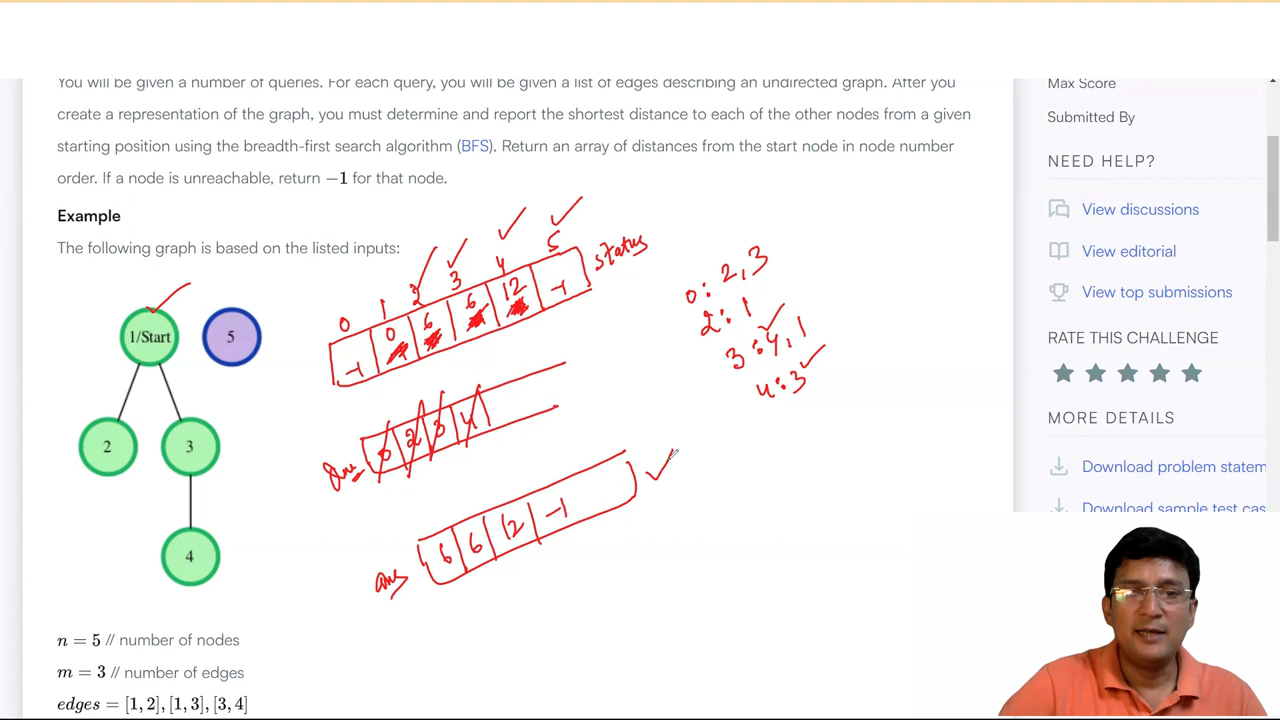 You will be given a number of queries. For each query, you will be given a list of edges describing an undirected graph. After you
create a representation of the graph, you must determine and report the shortest distance to each of the other nodes from a given
starting position using the breadth-first search algorithm (BFS). Return an array of distances from the start node in node number
order. If a node is unreachable, return −1 for that node.
Example
The following graph is based on the listed inputs:
1/Start
5
2
3
4
0 1 2 3 4 5
-1 0 6 6 12 -1 status
0 2 3 4
ans 6 6 12 -1
0: 2, 3
2: 1
3: 4, 1
4: 3
n = 5 // number of nodes
m = 3 // number of edges
edges = [1, 2], [1, 3], [3, 4]
Max Score
Submitted By
NEED HELP?
View discussions
View editorial
View top submissions
RATE THIS CHALLENGE
MORE DETAILS
Download problem statem
Download sample test cas